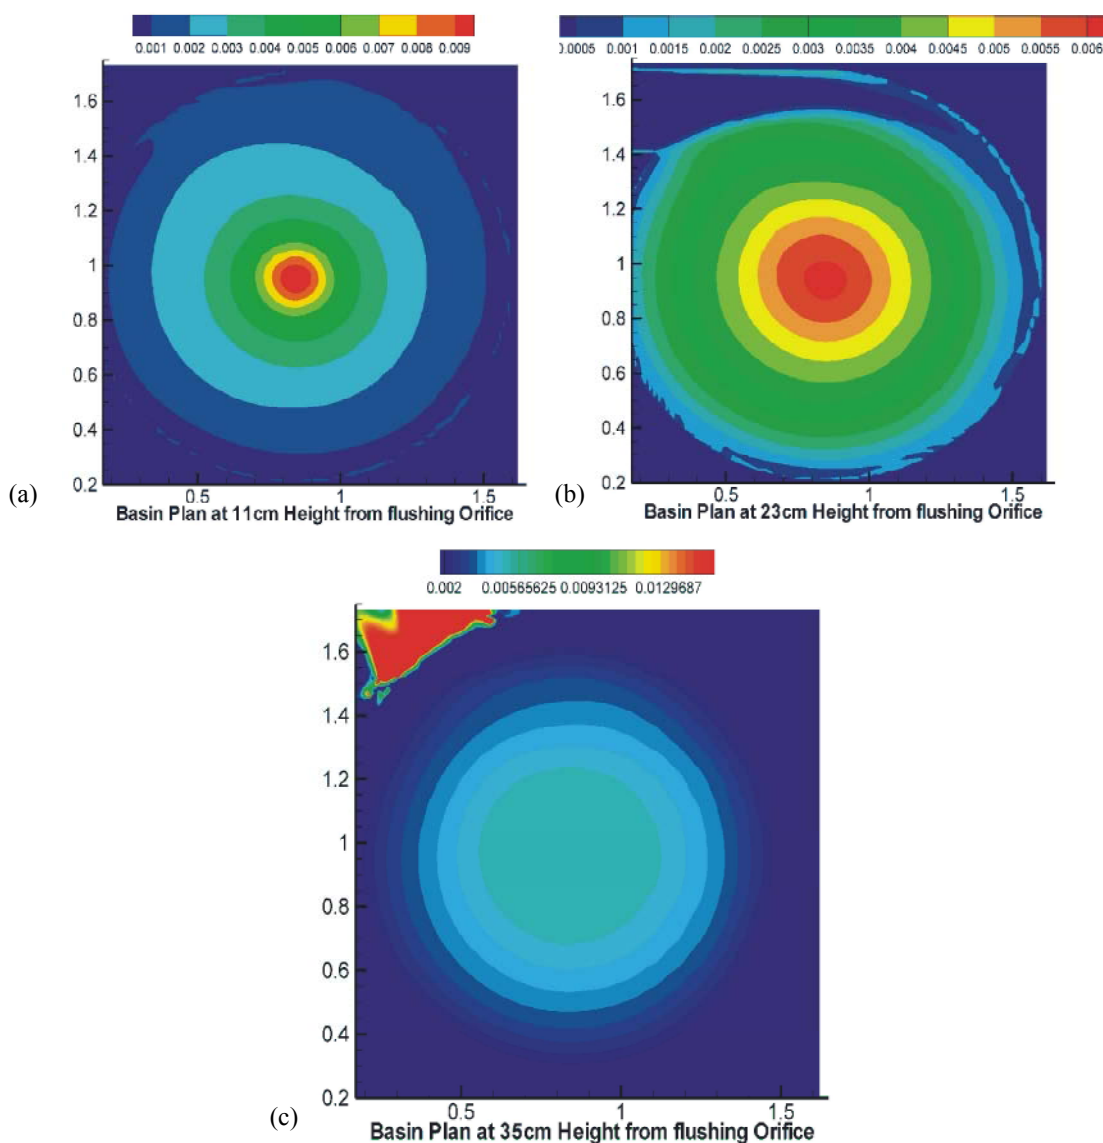 0.001 0.002 0.003 0.004 0.005 0.006 0.007 0.008 0.009
1.6
1.4
1.2
1
0.8
0.6
0.4
0.2
0.5 1 1.5
(a)
Basin Plan at 11cm Height from flushing Orifice
0.0005 0.001 0.0015 0.002 0.0025 0.003 0.0035 0.004 0.0045 0.005 0.0055 0.006
1.6
1.4
1.2
1
0.8
0.6
0.4
0.2
0.5 1 1.5
(b)
Basin Plan at 23cm Height from flushing Orifice
0.002 0.00565625 0.0093125 0.0129687
1.6
1.4
1.2
1
0.8
0.6
0.4
0.2
0.5 1 1.5
(c)
Basin Plan at 35cm Height from flushing Orifice